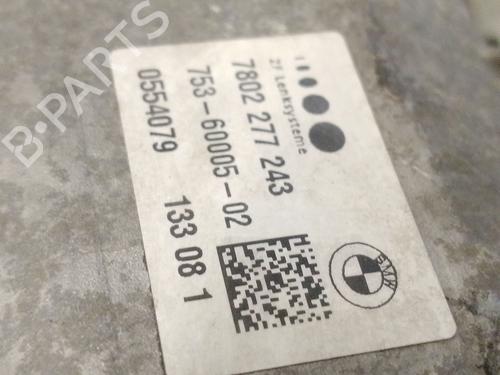 ZF Lenksysteme
7802 277 243
753-60005-02
0554079 133 08 1
BMW
B-PARTS